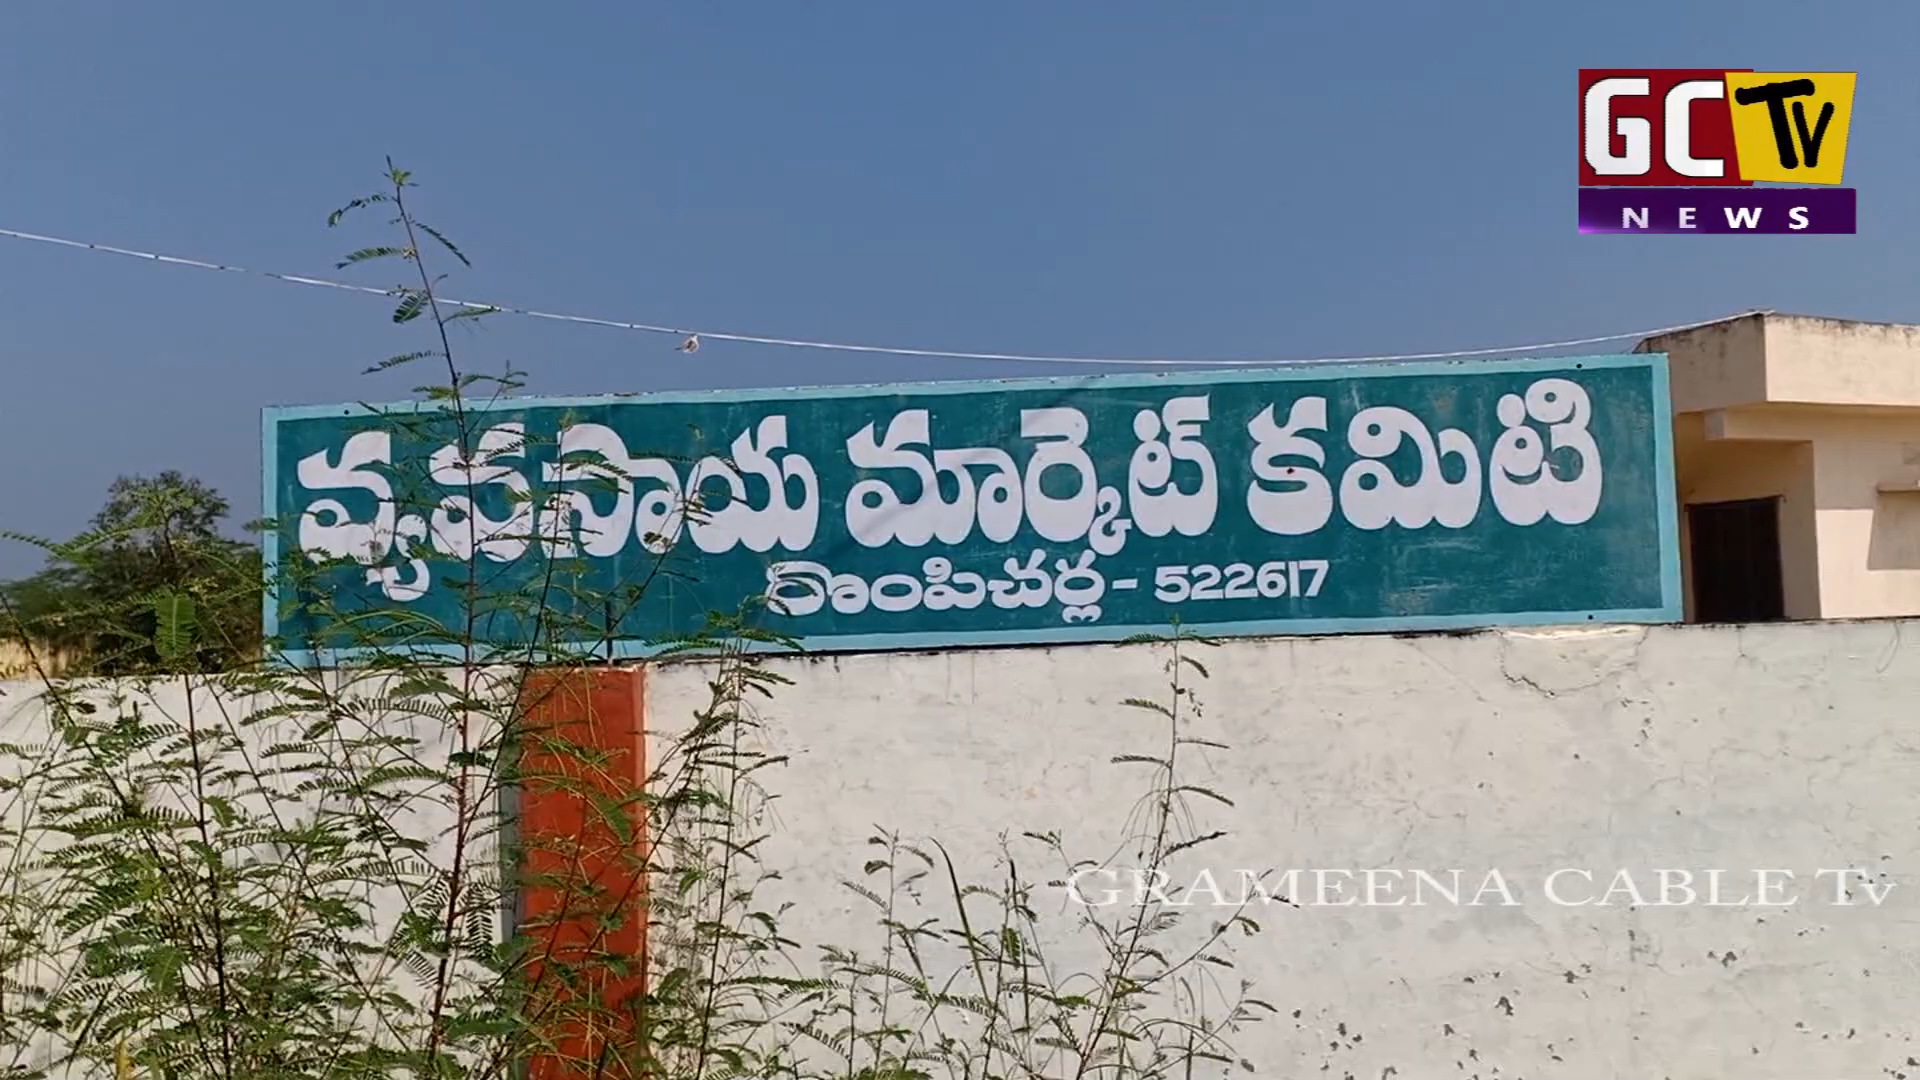 GC TV
NEWS
వ్యవసాయ మార్కెట్ కమిటి
రొంపిచర్ల - 522617
GRAMEENA CABLE Tv